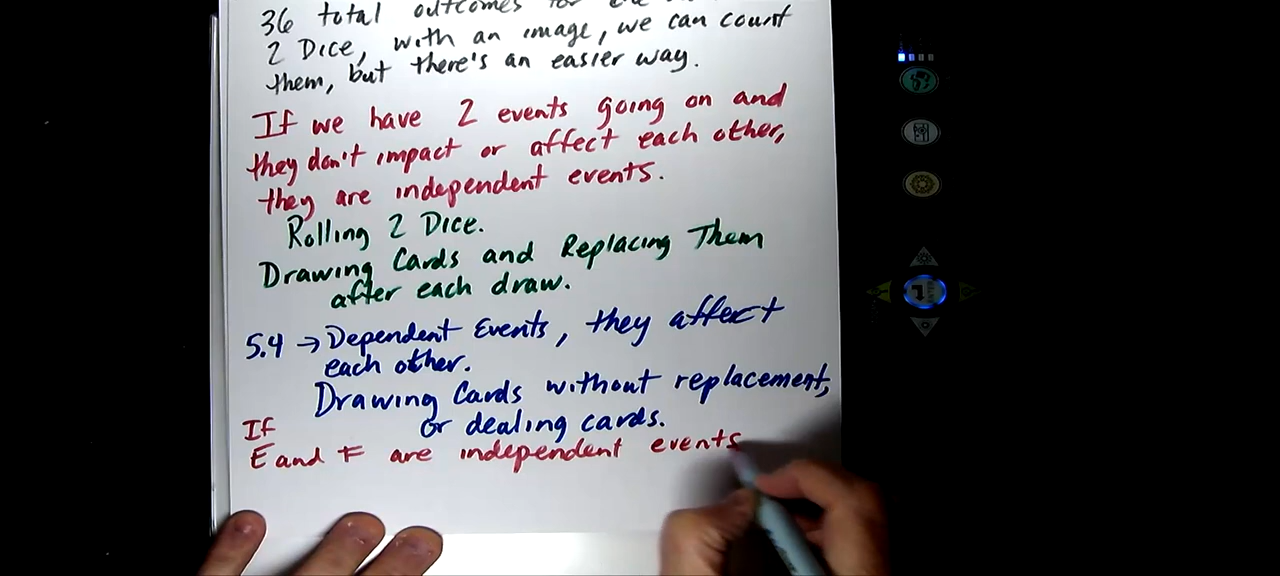 36 total outcomes for
2 Dice, with an image, we can count
them, but there's an easier way.
If we have 2 events going on and
they don't impact or affect each other,
they are independent events.
Rolling 2 Dice.
Drawing Cards and Replacing Them
after each draw.
5.4 → Dependent Events, they affect
each other.
Drawing Cards without replacement,
or dealing cards.
If
E and F are independent events